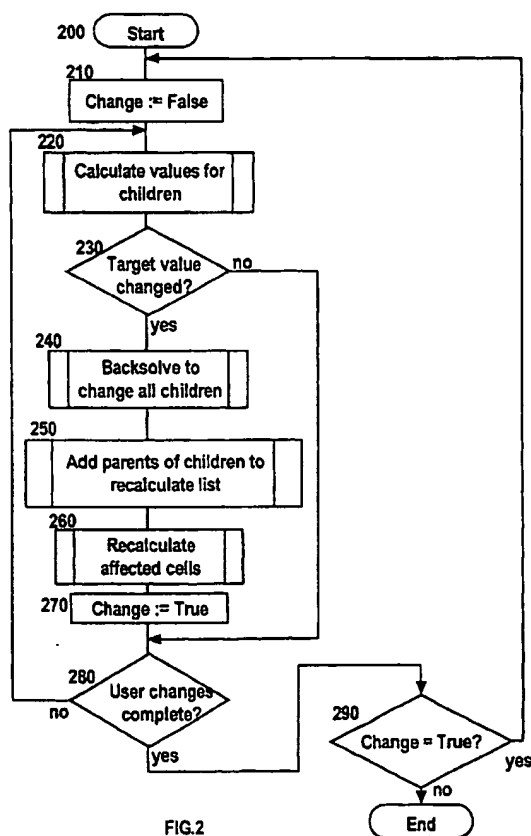 200
Start
210
Change := False
220
Calculate values for
children
230
Target value
changed?
no
yes
240
Backsolve to
change all children
250
Add parents of children to
recalculate list
260
Recalculate
affected cells
270
Change := True
280
User changes
complete?
no
yes
290
Change = True?
yes
no
End
FIG.2